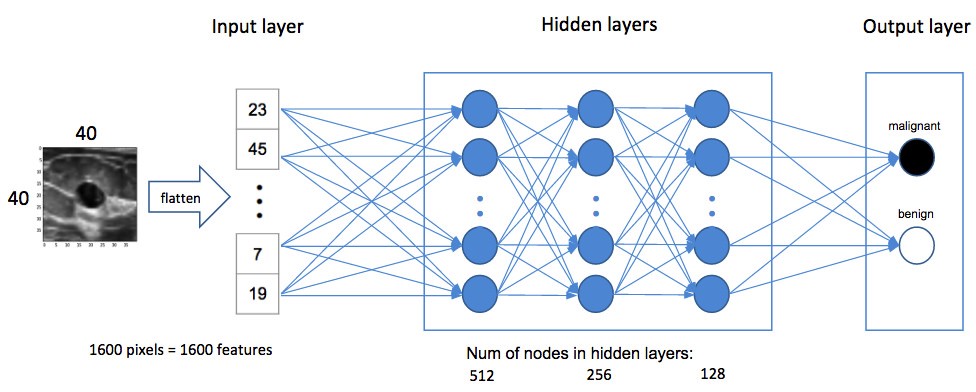 Input layer
Hidden layers
Output layer
40
40
flatten
23
45
7
19
malignant
benign
1600 pixels = 1600 features
Num of nodes in hidden layers:
512 256 128